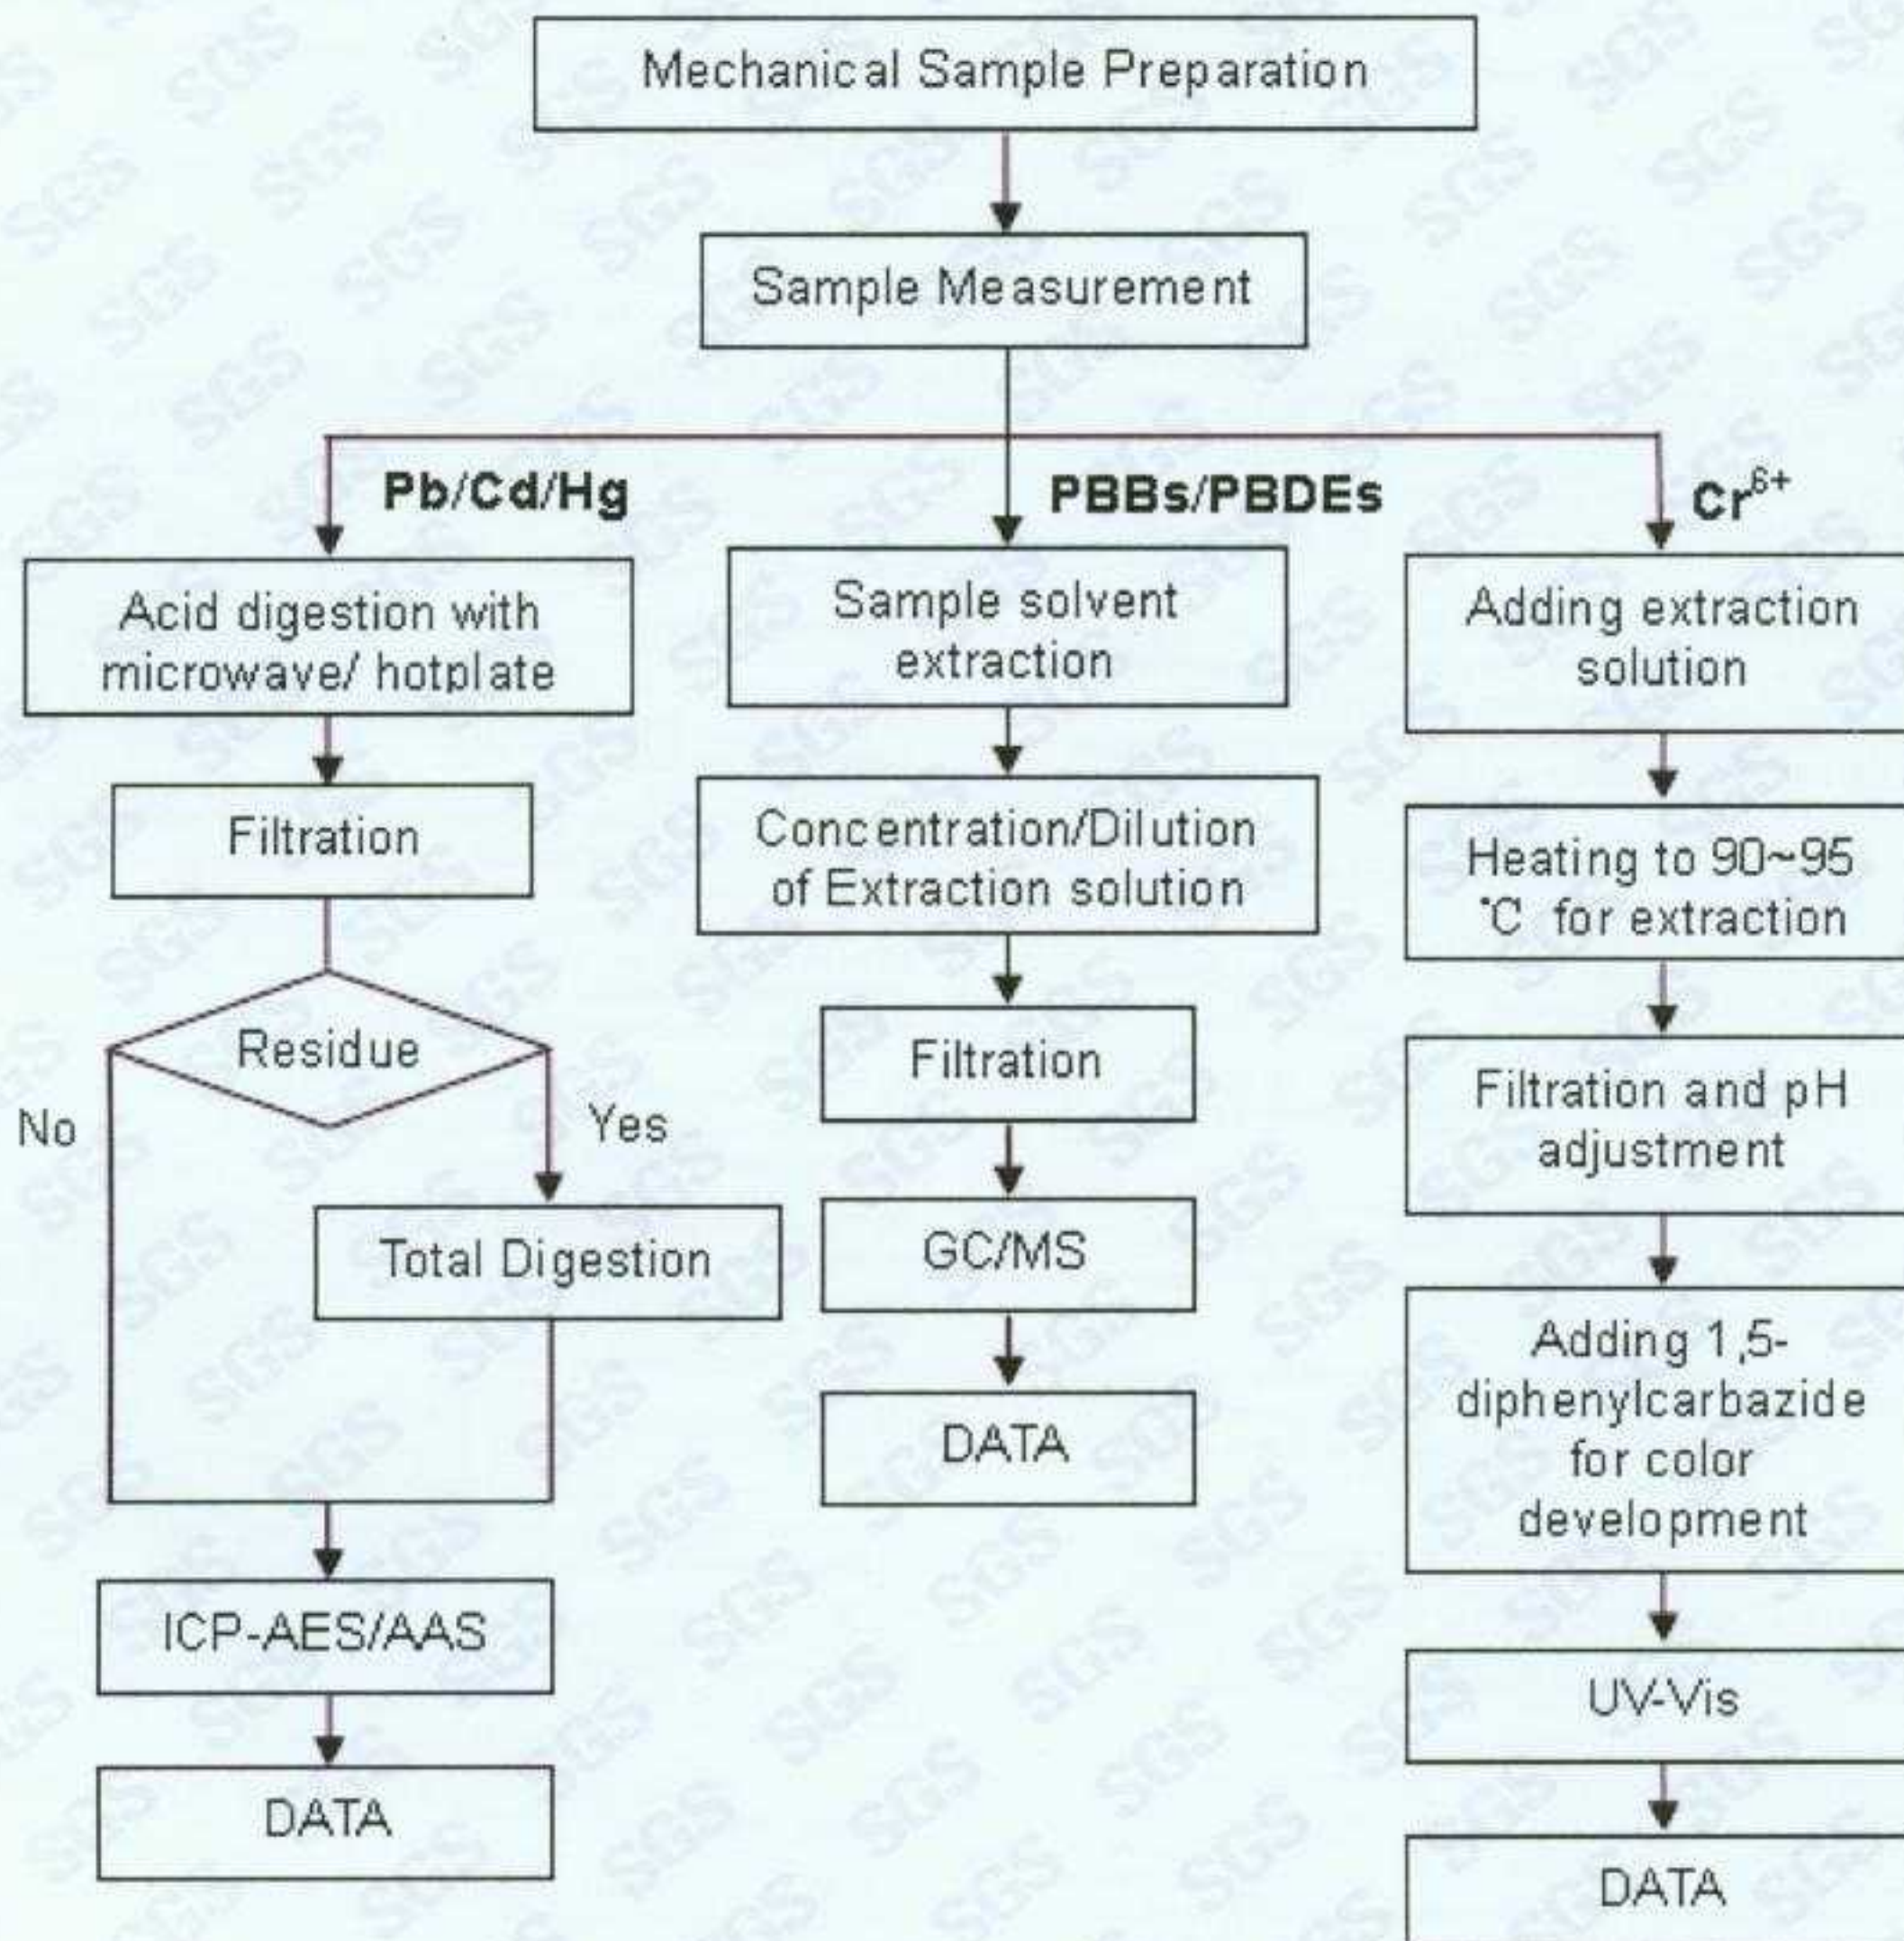 Mechanical Sample Preparation
Sample Measurement
Pb/Cd/Hg
Acid digestion with
microwave/ hotplate
Filtration
Residue
No
Yes
Total Digestion
ICP-AES/AAS
DATA
PBBs/PBDEs
Sample solvent
extraction
Concentration/Dilution
of Extraction solution
Filtration
GC/MS
DATA
Cr⁶⁺
Adding extraction
solution
Heating to 90~95
℃ for extraction
Filtration and pH
adjustment
Adding 1,5-
diphenylcarbazide
for color
development
UV-Vis
DATA
SGS